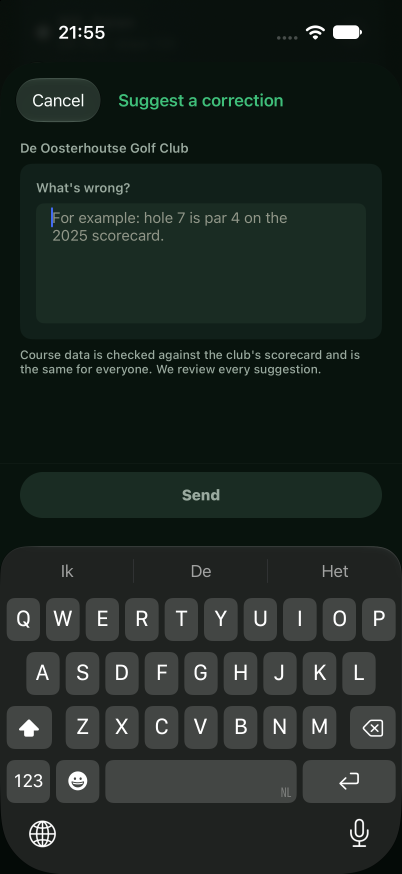 21:55
Cancel
Suggest a correction
De Oosterhoutse Golf Club
What's wrong?
For example: hole 7 is par 4 on the
2025 scorecard.
Course data is checked against the club's scorecard and is
the same for everyone. We review every suggestion.
Send
Ik De Het
Q W E R T Y U I O P
A S D F G H J K L
Z X C V B N M
123
NL